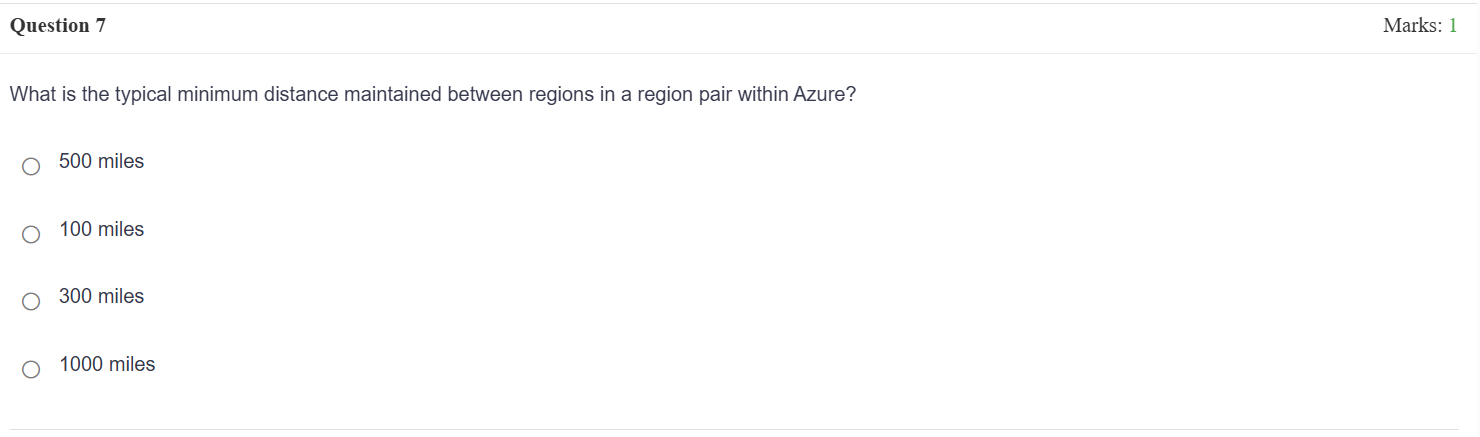 Question 7
Marks: 1
What is the typical minimum distance maintained between regions in a region pair within Azure?
500 miles
100 miles
300 miles
1000 miles